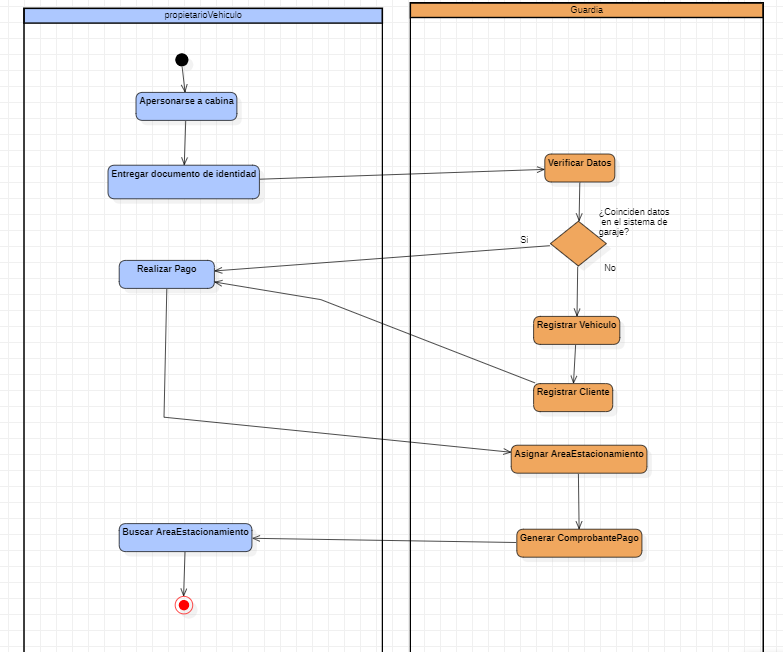 propietarioVehiculo
Guardia
Apersonarse a cabina
Entregar documento de identidad
Verificar Datos
¿Coinciden datos
en el sistema de
garaje?
Si
No
Realizar Pago
Registrar Vehiculo
Registrar Cliente
Asignar AreaEstacionamiento
Buscar AreaEstacionamiento
Generar ComprobantePago